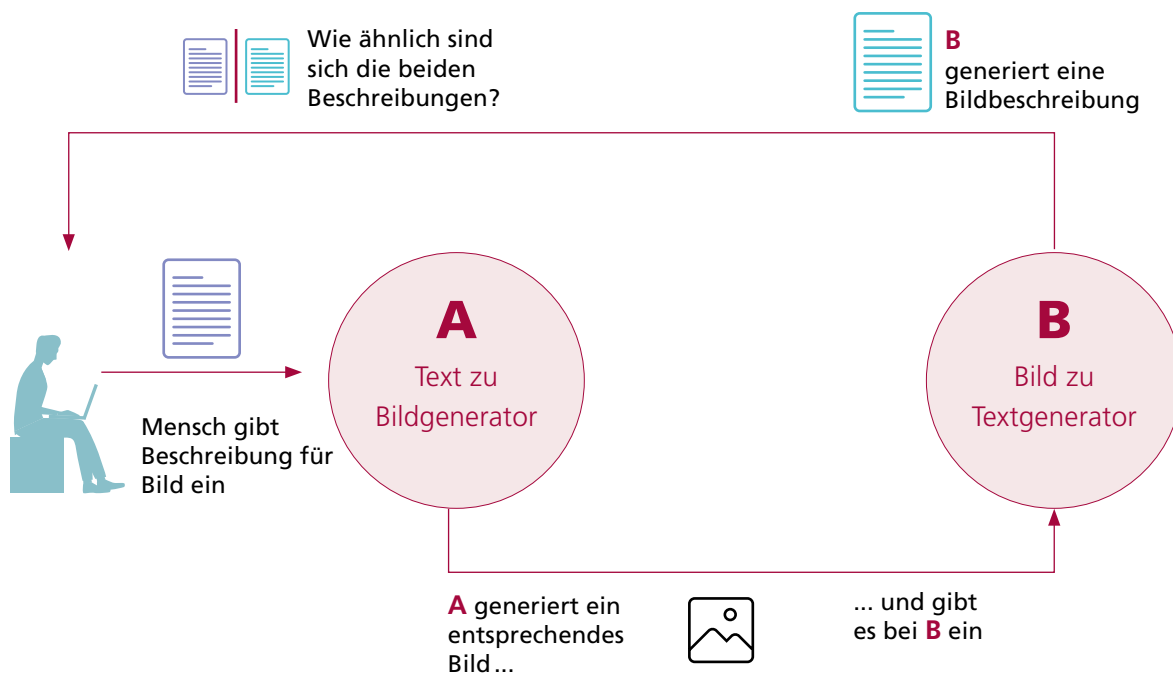 Wie ähnlich sind
sich die beiden
Beschreibungen?
B
generiert eine
Bildbeschreibung
Mensch gibt
Beschreibung für
Bild ein
A
Text zu
Bildgenerator
B
Bild zu
Textgenerator
A generiert ein
entsprechendes
Bild ...
... und gibt
es bei B ein